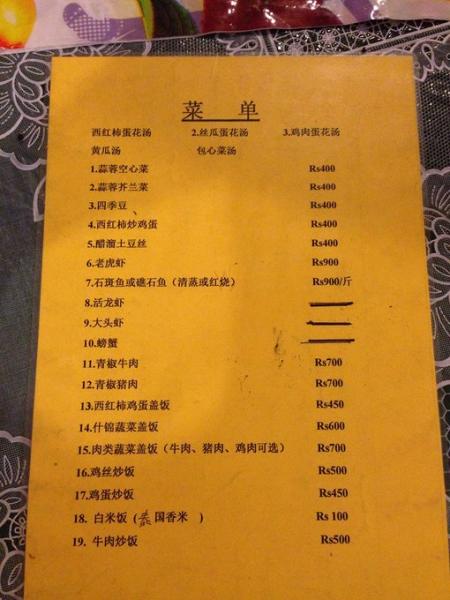 菜 单
西红柿蛋花汤 2.丝瓜蛋花汤 3.鸡肉蛋花汤
黄瓜汤 包心菜汤
1.蒜蓉空心菜 Rs400
2.蒜蓉芥兰菜 Rs400
3.四季豆 Rs400
4.西红柿炒鸡蛋 Rs400
5.醋溜土豆丝 Rs400
6.老虎虾 Rs900
7.石斑鱼或礁石鱼（清蒸或红烧） Rs900/斤
8.活龙虾
9.大头虾
10.螃蟹
11.青椒牛肉 Rs700
12.青椒猪肉 Rs700
13.西红柿鸡蛋盖饭 Rs450
14.什锦蔬菜盖饭 Rs600
15.肉类蔬菜盖饭（牛肉、猪肉、鸡肉可选） Rs700
16.鸡丝炒饭 Rs500
17.鸡蛋炒饭 Rs450
18. 白米饭 ( 国香米 ) Rs 100
19. 牛肉炒饭 Rs500